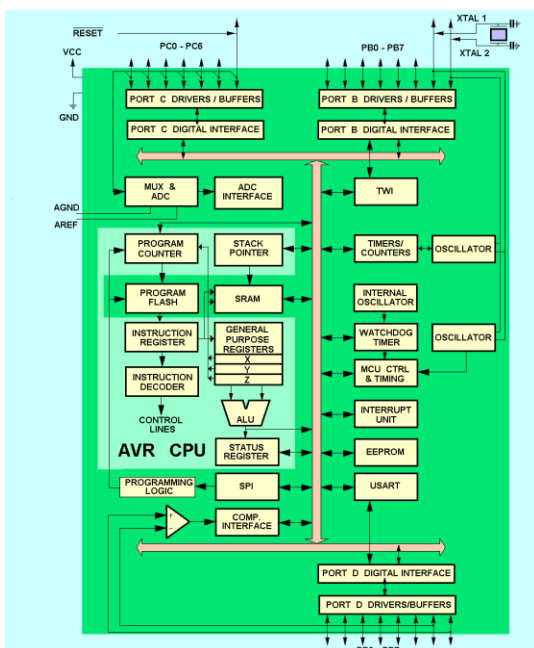 XTAL 1
RESET
PC0 - PC6
PB0 - PB7
VCC
XTAL 2
PORT C DRIVERS / BUFFERS
PORT B DRIVERS / BUFFERS
GND
PORT C DIGITAL INTERFACE
PORT B DIGITAL INTERFACE
MUX &
ADC
ADC
INTERFACE
TWI
AGND
AREF
PROGRAM
COUNTER
STACK
POINTER
TIMERS/
COUNTERS
OSCILLATOR
PROGRAM
FLASH
SRAM
INTERNAL
OSCILLATOR
INSTRUCTION
REGISTER
GENERAL
PURPOSE
REGISTERS
X
Y
Z
WATCHDOG
TIMER
OSCILLATOR
INSTRUCTION
DECODER
MCU CTRL
& TIMING
CONTROL
LINES
ALU
INTERRUPT
UNIT
AVR CPU
STATUS
REGISTER
EEPROM
PROGRAMMING
LOGIC
SPI
USART
+
−
COMP.
INTERFACE
PORT D DIGITAL INTERFACE
PORT D DRIVERS/BUFFERS